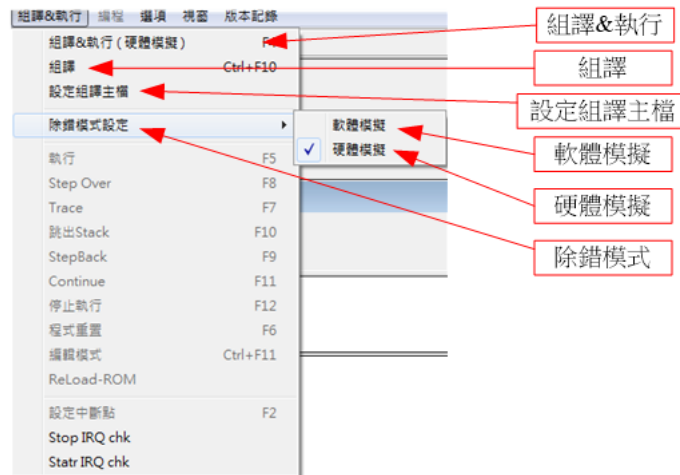 組譯&執行 編程 選項 視窗 版本記錄
組譯&執行 ( 硬體模擬 )
組譯 Ctrl+F10
設定組譯主檔
除錯模式設定
軟體模擬
硬體模擬
執行 F5
Step Over F8
Trace F7
跳出Stack F10
StepBack F9
Continue F11
停止執行 F12
程式重置 F6
編輯模式 Ctrl+F11
ReLoad-ROM
設定中斷點 F2
Stop IRQ chk
Statr IRQ chk
組譯&執行
組譯
設定組譯主檔
軟體模擬
硬體模擬
除錯模式